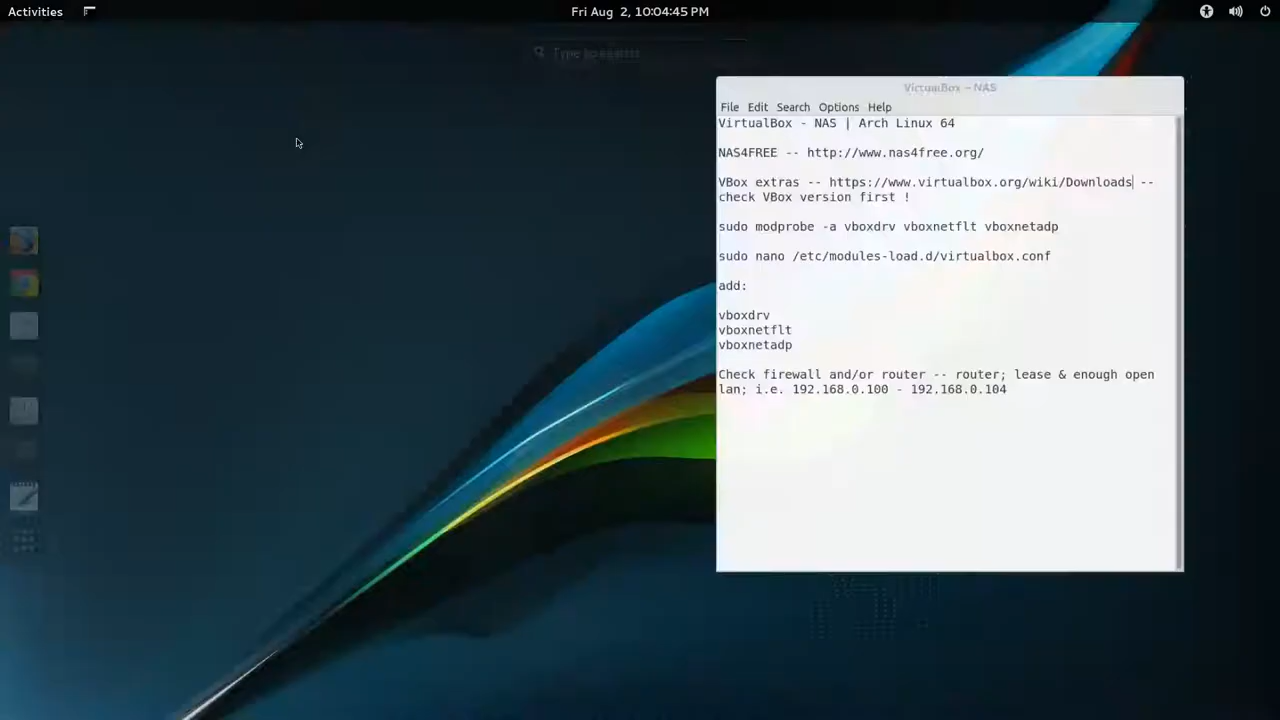 Activities
Fri Aug 2, 10:04:45 PM
VirtualBox - NAS
File Edit Search Options Help
VirtualBox - NAS | Arch Linux 64
NAS4FREE -- http://www.nas4free.org/
VBox extras -- https://www.virtualbox.org/wiki/Downloads --
check VBox version first !
sudo modprobe -a vboxdrv vboxnetflt vboxnetadp
sudo nano /etc/modules-load.d/virtualbox.conf
add:
vboxdrv
vboxnetflt
vboxnetadp
Check firewall and/or router -- router; lease & enough open
lan; i.e. 192.168.0.100 - 192.168.0.104